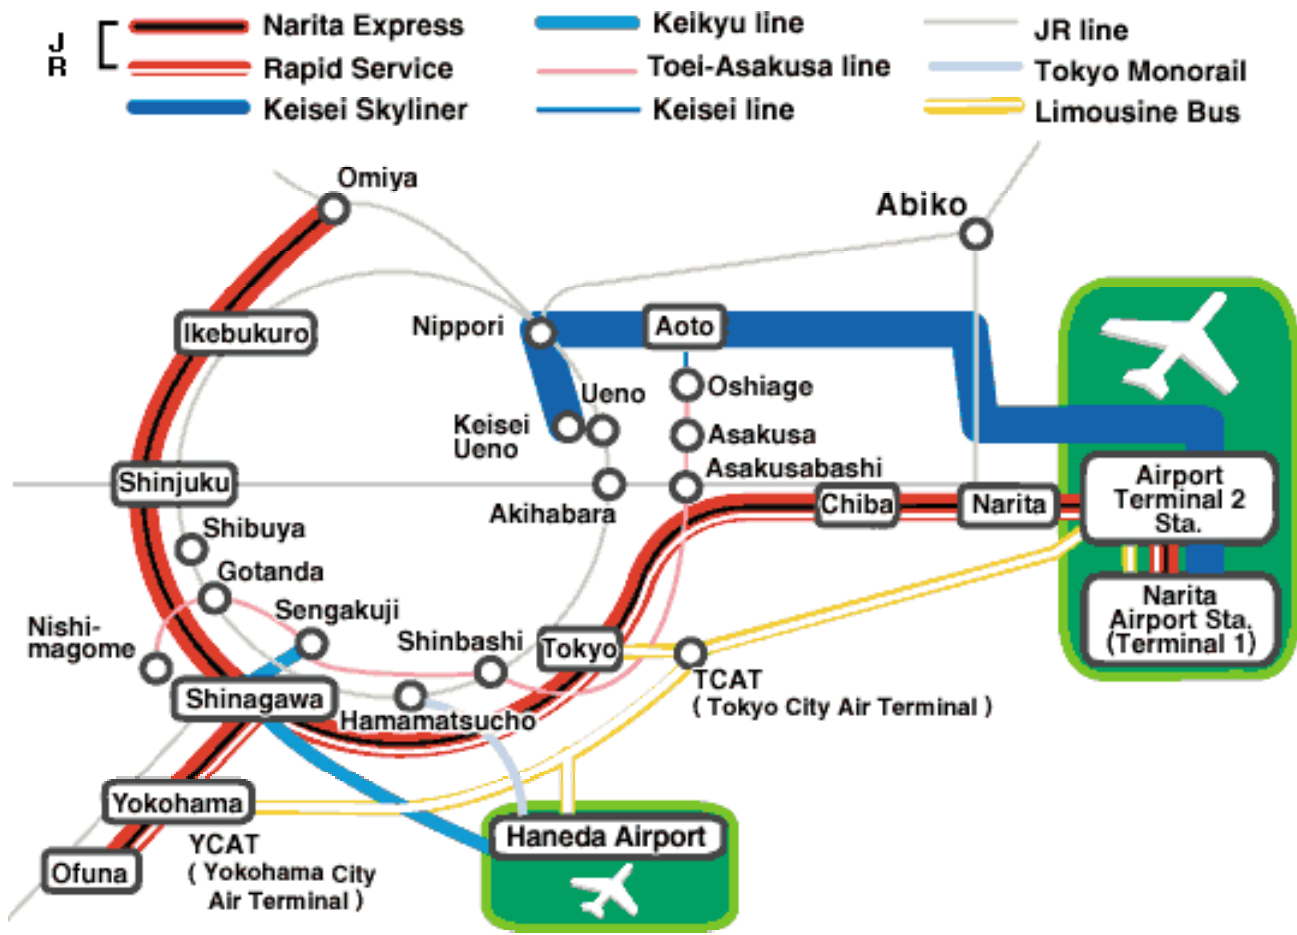 J
R
Narita Express
Rapid Service
Keisei Skyliner
Keikyu line
Toei-Asakusa line
Keisei line
JR line
Tokyo Monorail
Limousine Bus
Omiya
Abiko
Ikebukuro
Nippori
Aoto
Ueno
Oshiage
Keisei
Ueno
Asakusa
Shinjuku
Asakusabashi
Akihabara
Chiba
Narita
Airport
Terminal 2
Sta.
Shibuya
Gotanda
Sengakuji
Nishi-
magome
Shinbashi
Tokyo
Narita
Airport Sta.
(Terminal 1)
Shinagawa
Hamamatsucho
TCAT
( Tokyo City Air Terminal )
Yokohama
YCAT
( Yokohama City
Air Terminal )
Haneda Airport
Ofuna